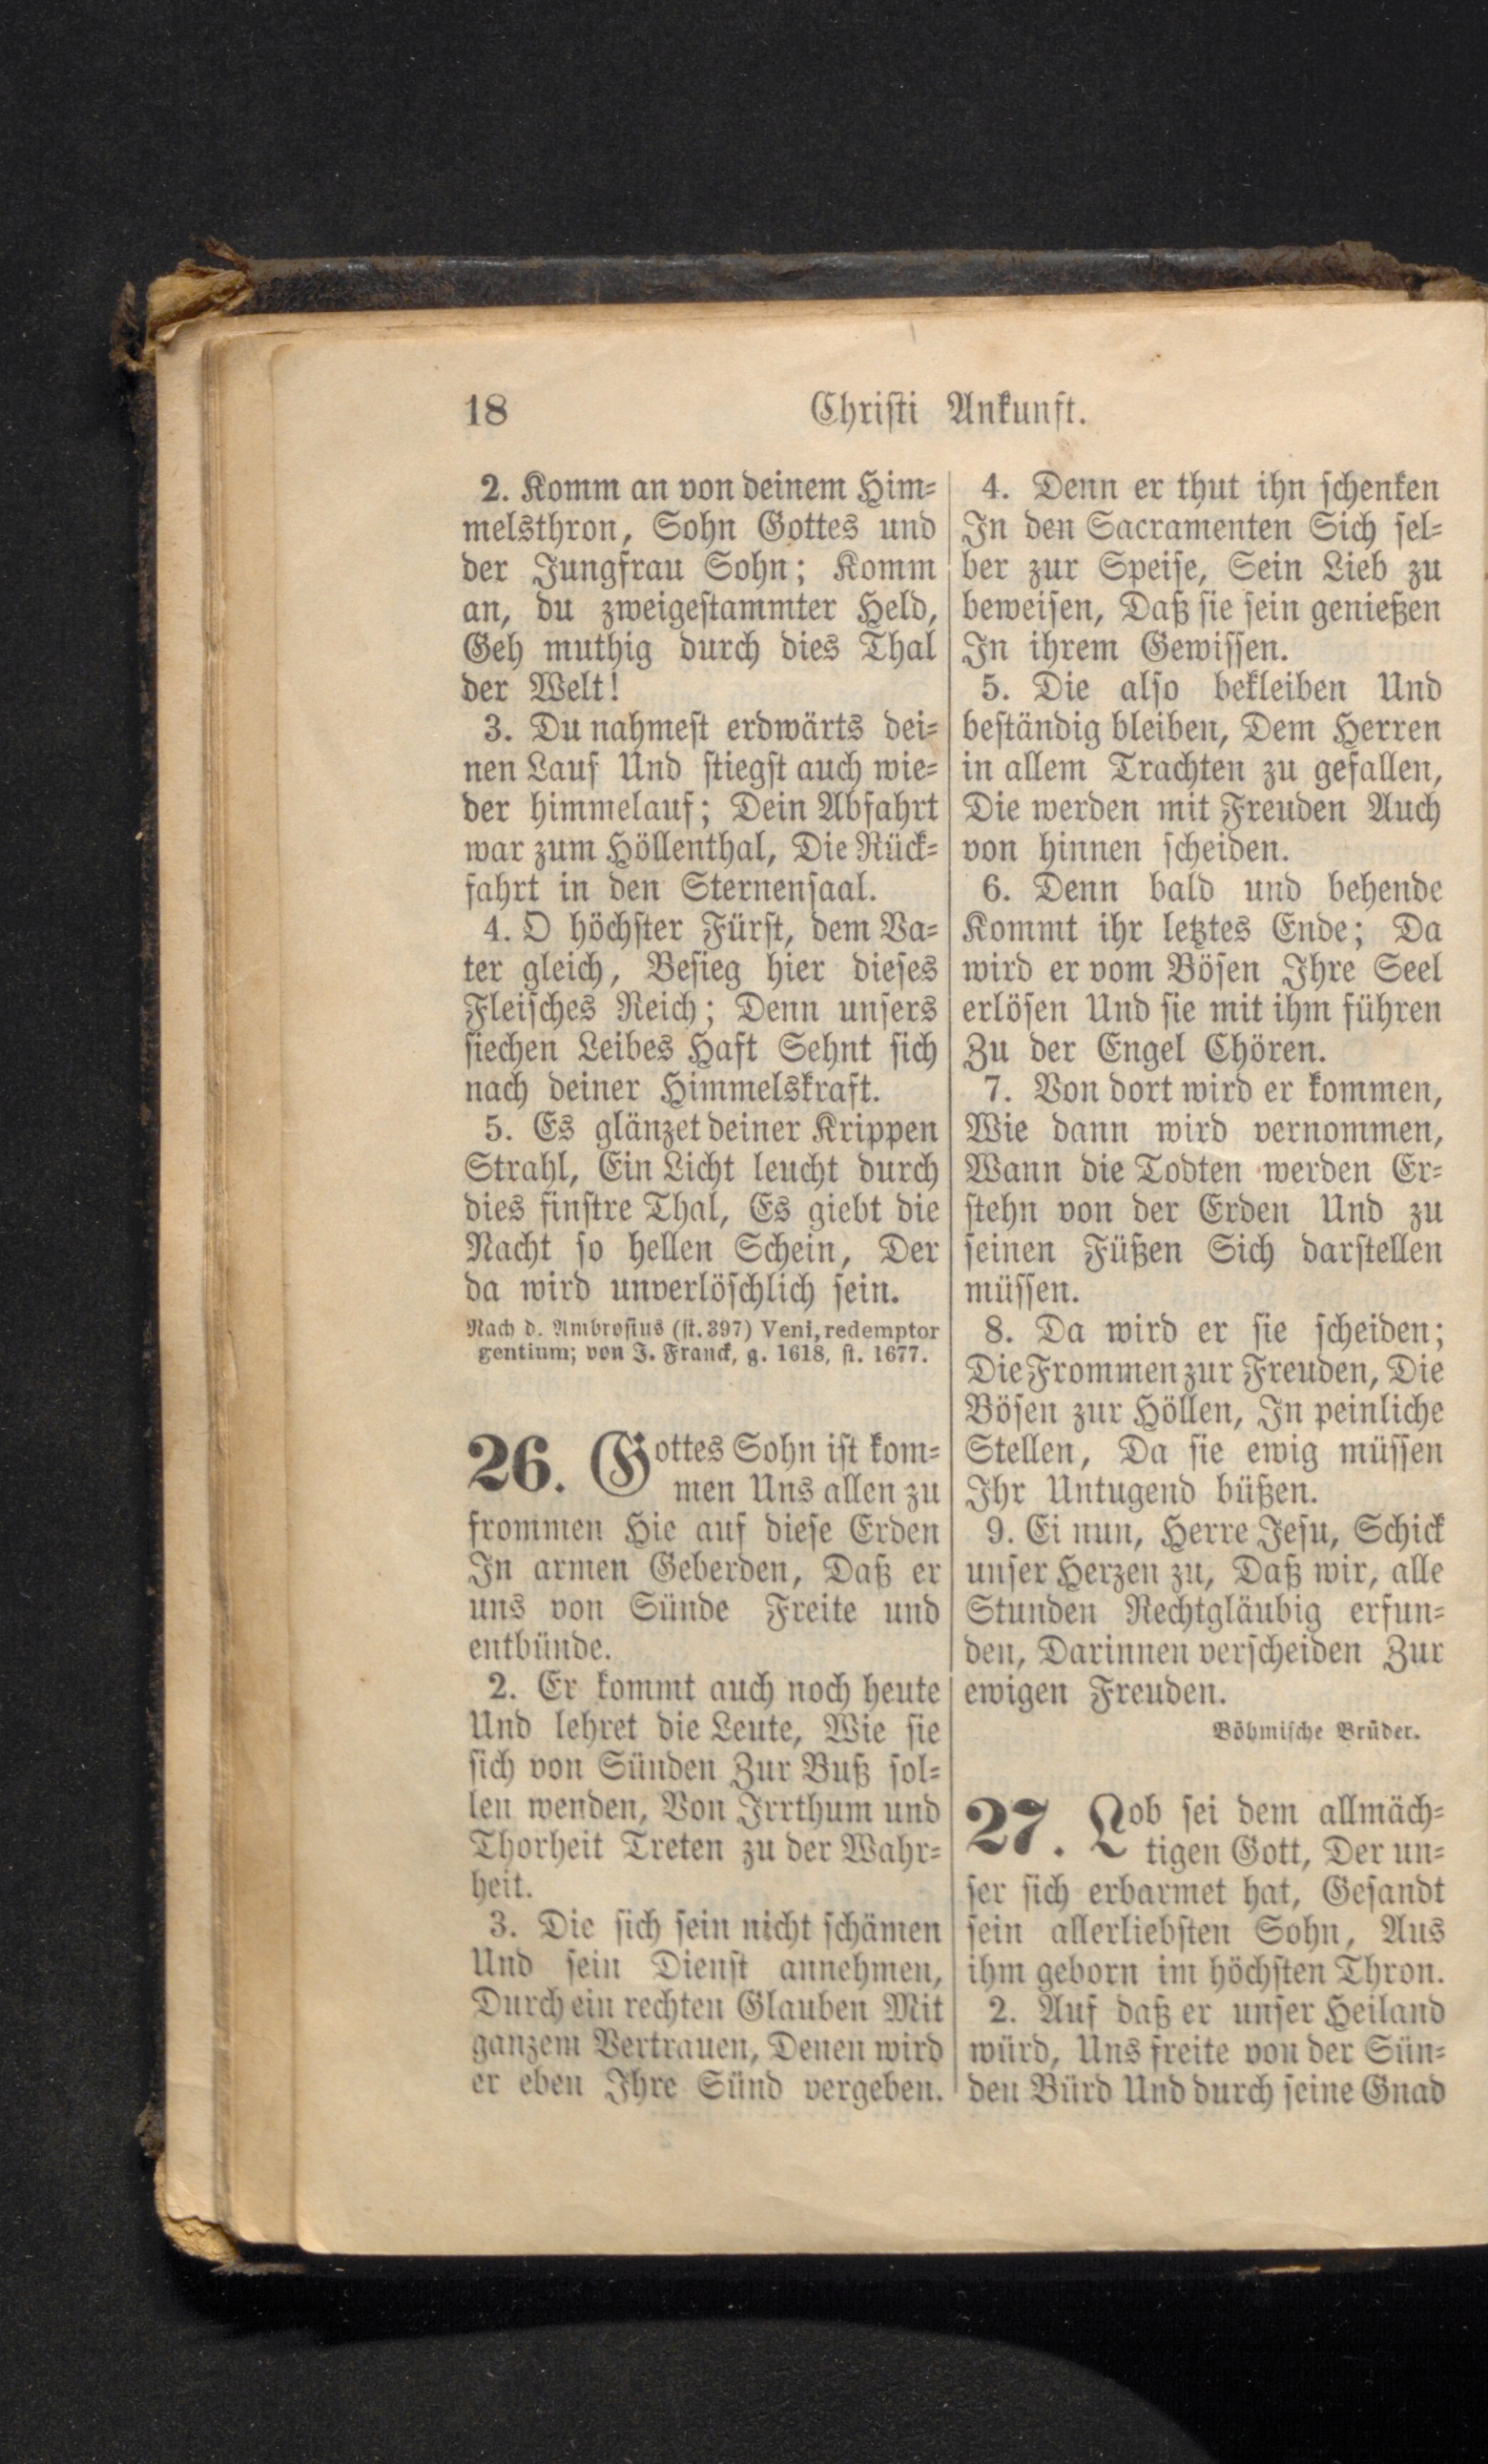 18
Christi Ankunft.
2. Komm an von deinem Him-
melsthron, Sohn Gottes und
der Jungfrau Sohn; Komm
an, du zweigestammter Held,
Geh muthig durch dies Thal
der Welt!
3. Du nahmest erdwärts dei-
nen Lauf Und stiegst auch wie-
der himmelauf; Dein Abfahrt
war zum Höllenthal, Die Rück-
fahrt in den Sternensaal.
4. O höchster Fürst, dem Va-
ter gleich, Besieg hier dieses
Fleisches Reich; Denn unsers
siechen Leibes Haft Sehnt sich
nach deiner Himmelskraft.
5. Es glänzet deiner Krippen
Strahl, Ein Licht leucht durch
dies finstre Thal, Es giebt die
Nacht so hellen Schein, Der
da wird unverlöschlich sein.
Nach d. Ambrosius (st. 397) Veni, redemptor
gentium; von J. Franck, g. 1618, st. 1677.
26. Gottes Sohn ist kom-
men Uns allen zu
frommen Hie auf diese Erden
In armen Geberden, Daß er
uns von Sünde Freite und
entbünde.
2. Er kommt auch noch heute
Und lehret die Leute, Wie sie
sich von Sünden Zur Buß sol-
len wenden, Von Irrthum und
Thorheit Treten zu der Wahr-
heit.
3. Die sich sein nicht schämen
Und sein Dienst annehmen,
Durch ein rechten Glauben Mit
ganzem Vertrauen, Denen wird
er eben Ihre Sünd vergeben.
4. Denn er thut ihn schenken
In den Sacramenten Sich sel-
ber zur Speise, Sein Lieb zu
beweisen, Daß sie sein genießen
In ihrem Gewissen.
5. Die also bekleiben Und
beständig bleiben, Dem Herren
in allem Trachten zu gefallen,
Die werden mit Freuden Auch
von hinnen scheiden.
6. Denn bald und behende
Kommt ihr letztes Ende; Da
wird er vom Bösen Ihre Seel
erlösen Und sie mit ihm führen
Zu der Engel Chören.
7. Von dort wird er kommen,
Wie dann wird vernommen,
Wann die Todten werden Er-
stehn von der Erden Und zu
seinen Füßen Sich darstellen
müssen.
8. Da wird er sie scheiden;
Die Frommen zur Freuden, Die
Bösen zur Höllen, In peinliche
Stellen, Da sie ewig müssen
Ihr Untugend büßen.
9. Ei nun, Herre Jesu, Schick
unser Herzen zu, Daß wir, alle
Stunden Rechtgläubig erfun-
den, Darinnen verscheiden Zur
ewigen Freuden.
Böhmische Brüder.
27. Lob sei dem allmäch-
tigen Gott, Der un-
ser sich erbarmet hat, Gesandt
sein allerliebsten Sohn, Aus
ihm geborn im höchsten Thron.
2. Auf daß er unser Heiland
würd, Uns freite von der Sün-
den Bürd Und durch seine Gnad